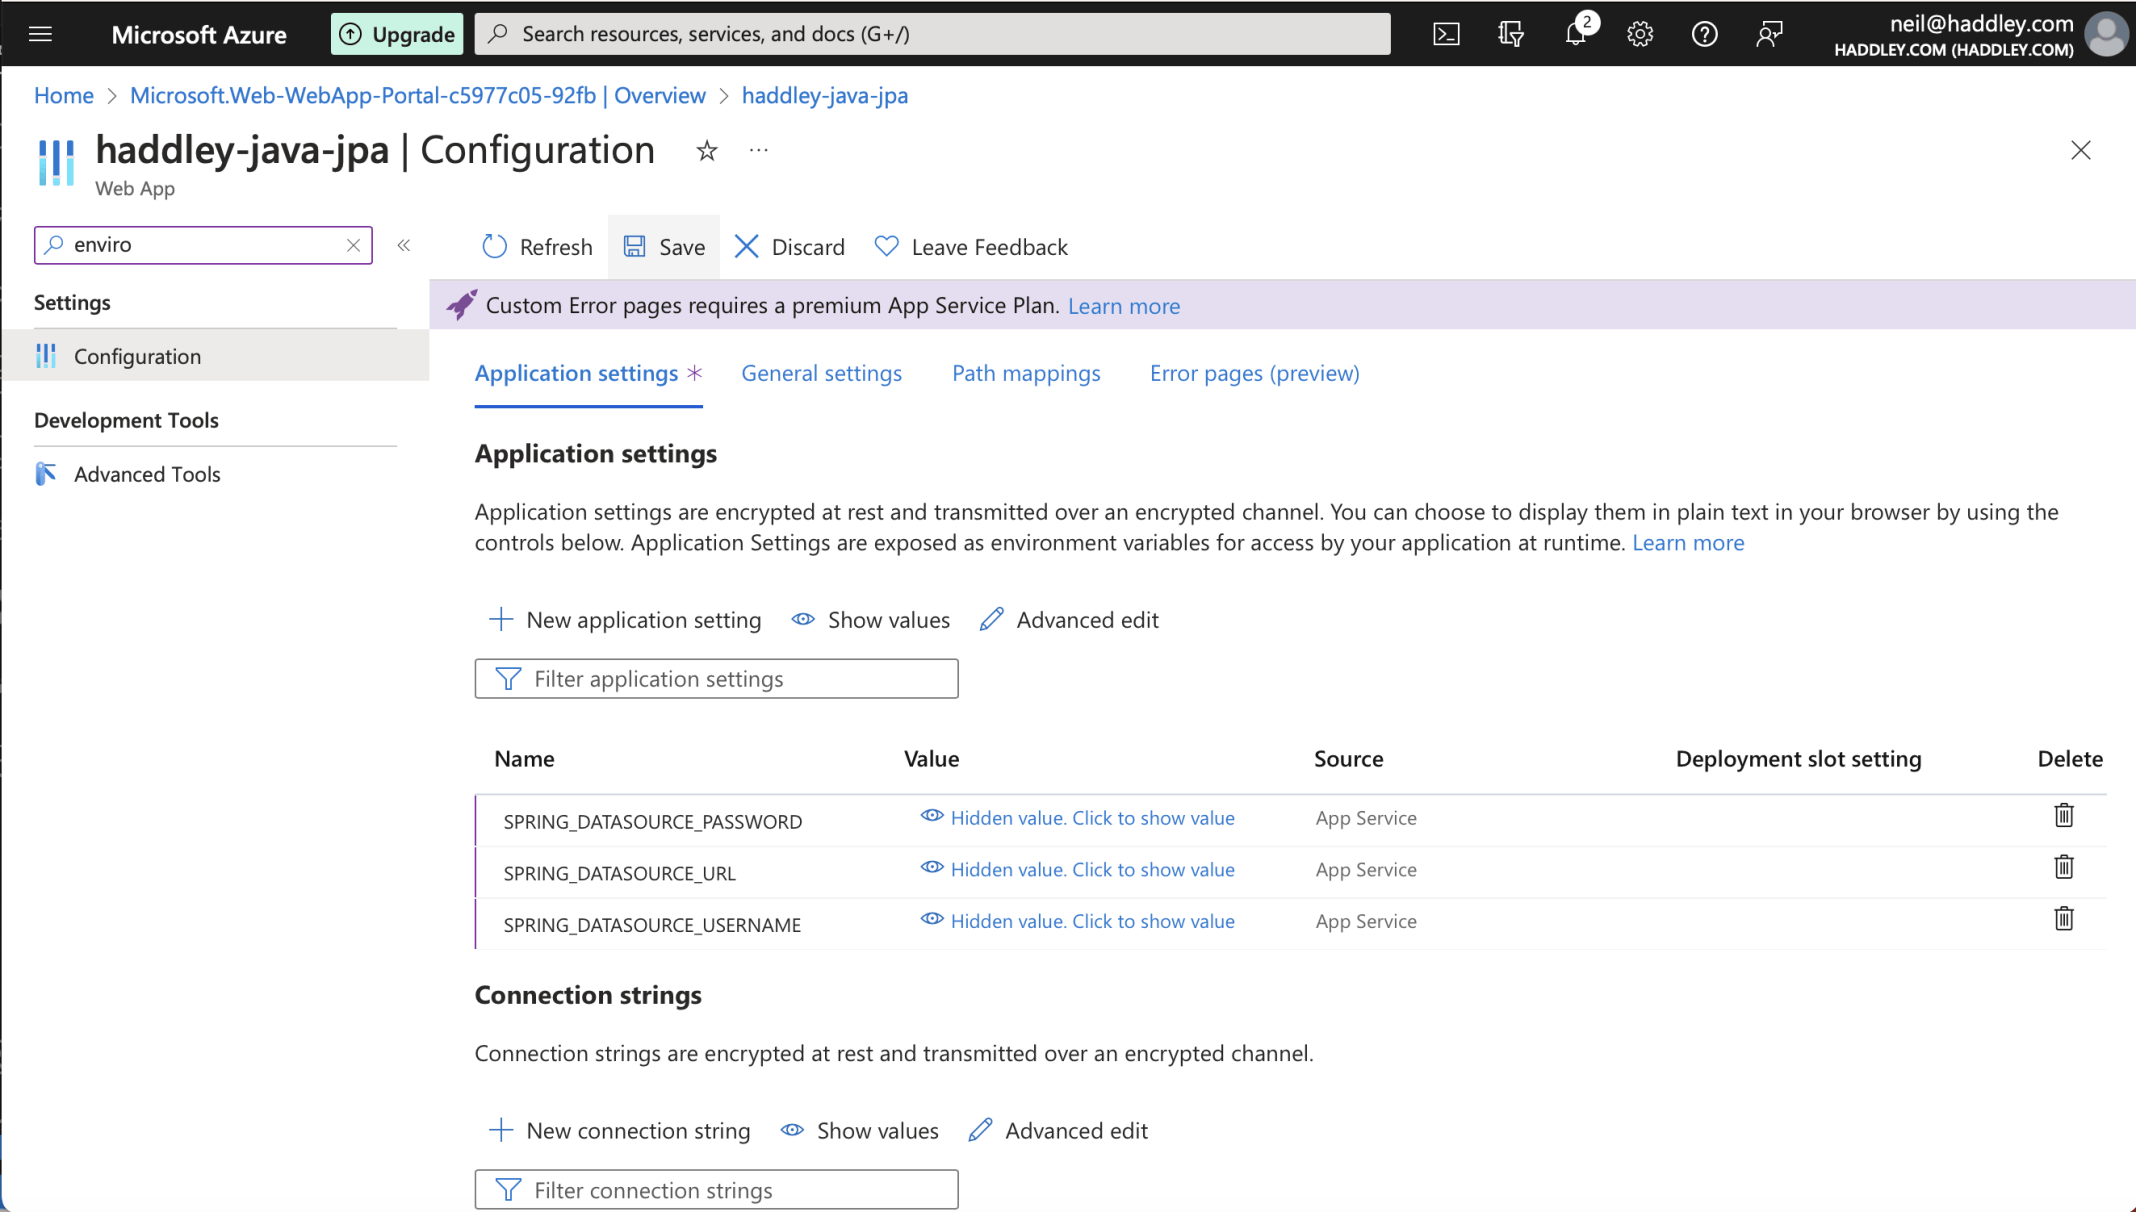 Microsoft Azure
Upgrade
Search resources, services, and docs (G+/)
2
neil@haddley.com
HADDLEY.COM (HADDLEY.COM)
Home > Microsoft.Web-WebApp-Portal-c5977c05-92fb | Overview > haddley-java-jpa
haddley-java-jpa | Configuration
Web App
enviro
Refresh
Save
Discard
Leave Feedback
Settings
Configuration
Development Tools
Advanced Tools
Custom Error pages requires a premium App Service Plan. Learn more
Application settings *
General settings
Path mappings
Error pages (preview)
Application settings
Application settings are encrypted at rest and transmitted over an encrypted channel. You can choose to display them in plain text in your browser by using the
controls below. Application Settings are exposed as environment variables for access by your application at runtime. Learn more
New application setting
Show values
Advanced edit
Filter application settings
Name Value Source Deployment slot setting Delete
SPRING_DATASOURCE_PASSWORD Hidden value. Click to show value App Service
SPRING_DATASOURCE_URL Hidden value. Click to show value App Service
SPRING_DATASOURCE_USERNAME Hidden value. Click to show value App Service
Connection strings
Connection strings are encrypted at rest and transmitted over an encrypted channel.
New connection string
Show values
Advanced edit
Filter connection strings